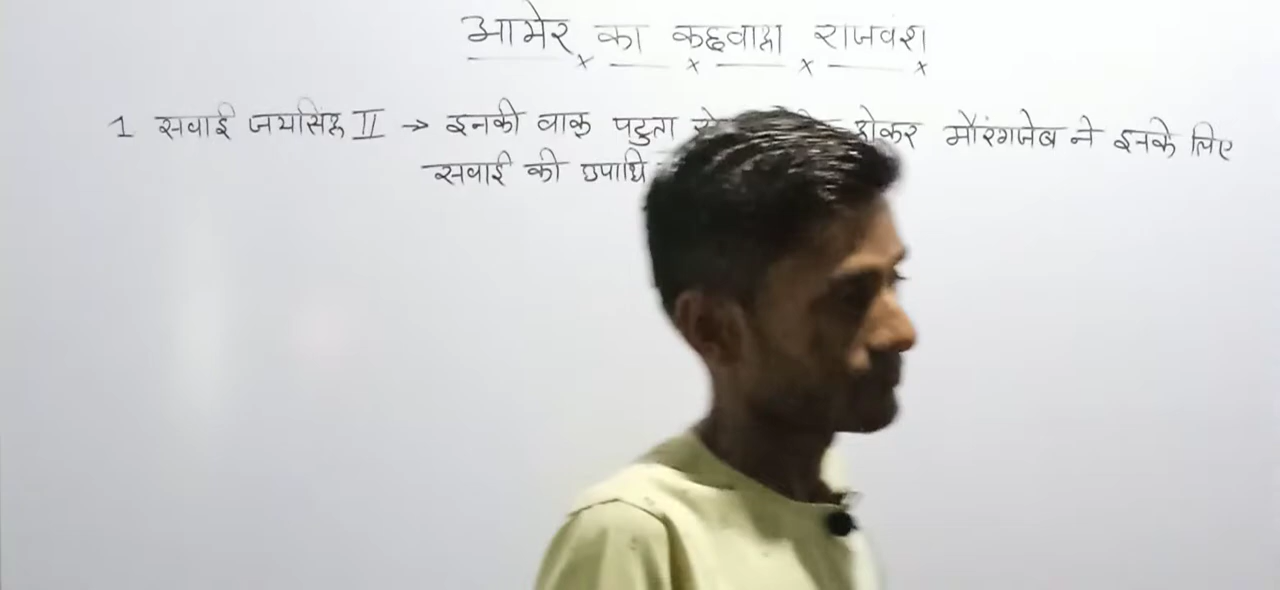 आमेर का कछवाहा राजवंश
1 सवाई जयसिंह II → इनकी वाक् पटुता से होकर औरंगजेब ने इनके लिए
सवाई की उपाधि